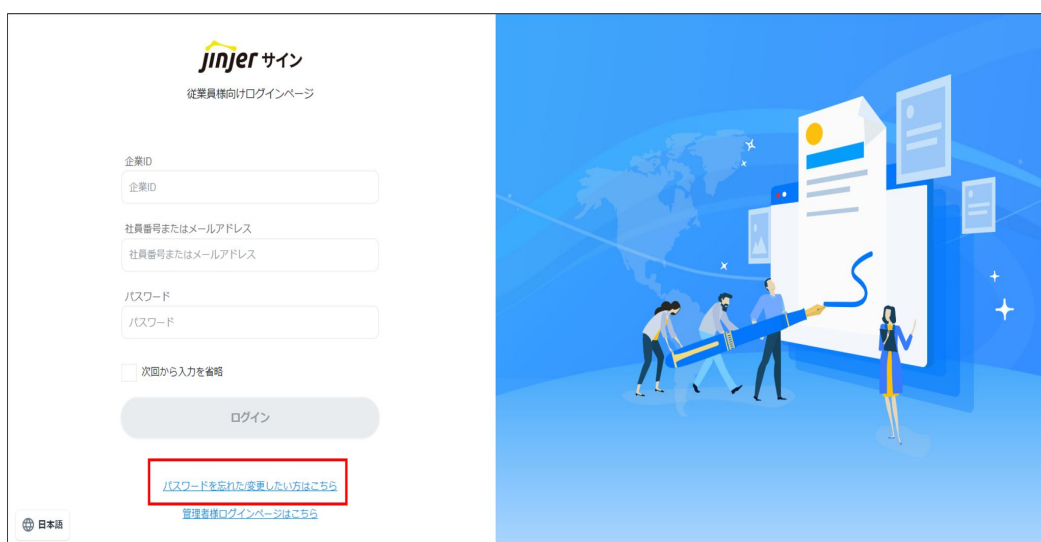 jinjer サイン
従業員様向けログインページ
企業ID
企業ID
社員番号またはメールアドレス
社員番号またはメールアドレス
パスワード
パスワード
次回から入力を省略
ログイン
パスワードを忘れた/変更したい方はこちら
管理者様ログインページはこちら
日本語